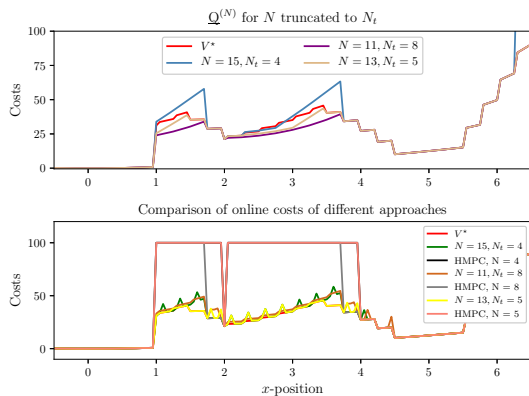 Q^(N) for N truncated to N_t
V⋆
N = 11, N_t = 8
N = 15, N_t = 4
N = 13, N_t = 5
100
75
50
25
0
Costs
0 1 2 3 4 5 6
Comparison of online costs of different approaches
V⋆
N = 15, N_t = 4
HMPC, N = 4
N = 11, N_t = 8
HMPC, N = 8
N = 13, N_t = 5
HMPC, N = 5
100
50
0
Costs
0 1 2 3 4 5 6
x-position